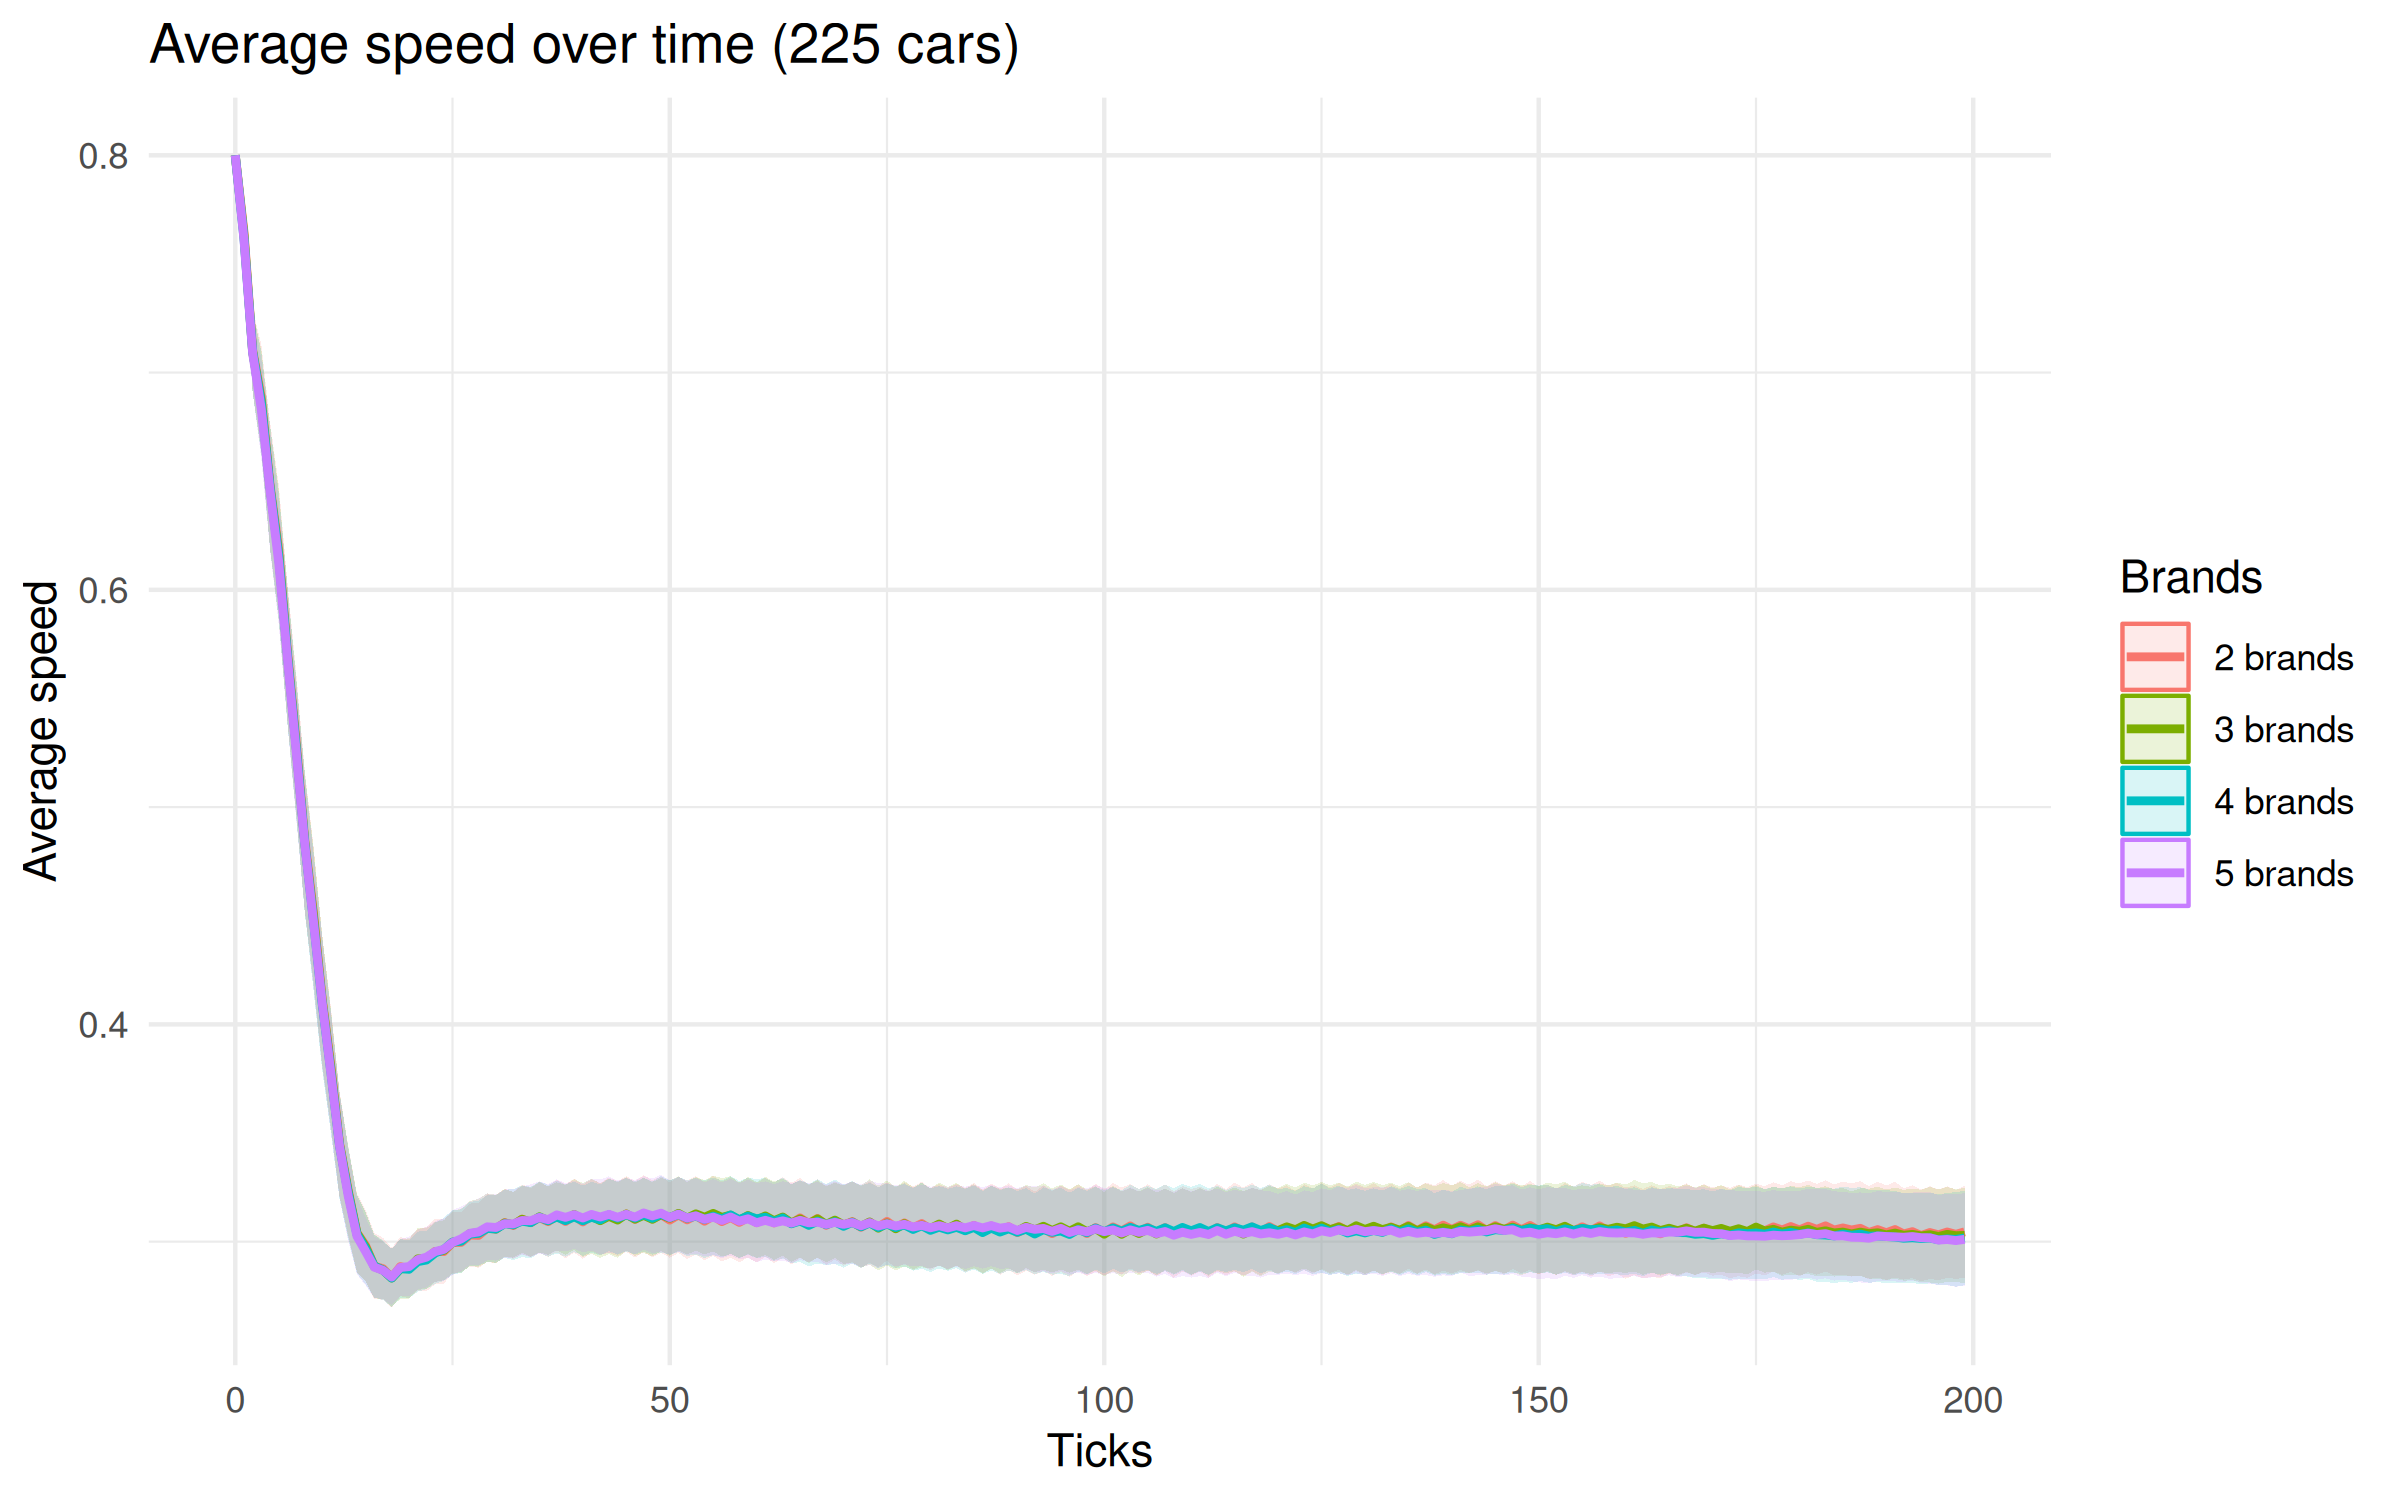 Average speed over time (225 cars)
0.8
0.6
0.4
Average speed
0
50
100
150
200
Ticks
Brands
2 brands
3 brands
4 brands
5 brands